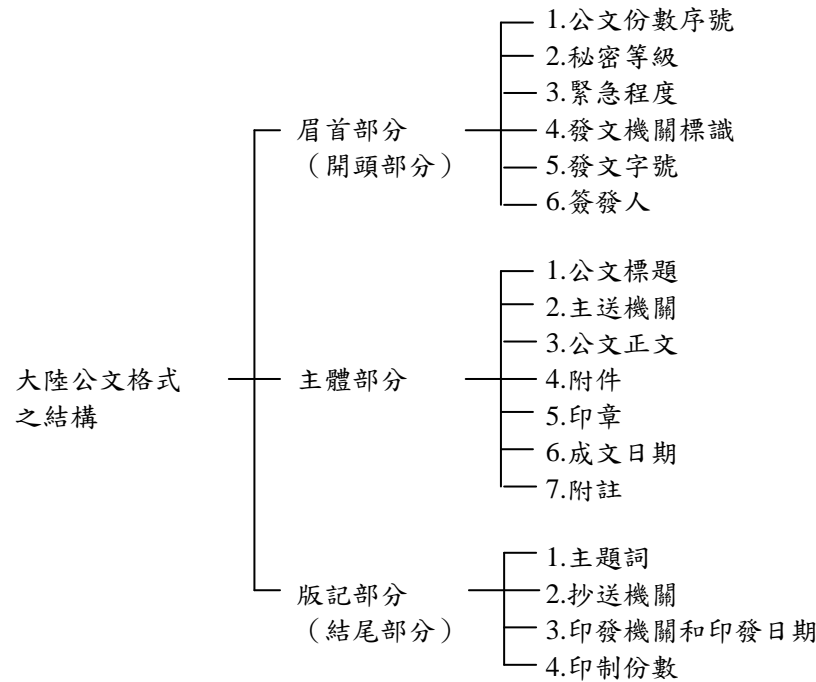 大陸公文格式
之結構
眉首部分
（開頭部分）
1.公文份數序號
2.秘密等級
3.緊急程度
4.發文機關標識
5.發文字號
6.簽發人
主體部分
1.公文標題
2.主送機關
3.公文正文
4.附件
5.印章
6.成文日期
7.附註
版記部分
（結尾部分）
1.主題詞
2.抄送機關
3.印發機關和印發日期
4.印制份數